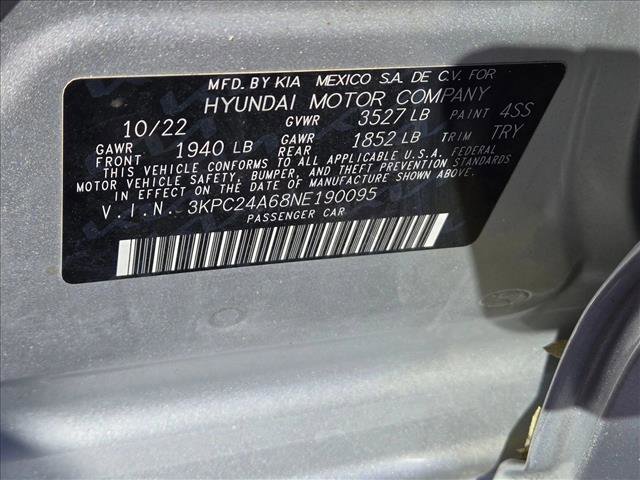 MFD. BY KIA MEXICO S.A. DE C.V. FOR
HYUNDAI MOTOR COMPANY
10/22 GVWR 3527 LB PAINT 4SS
GAWR FRONT 1940 LB GAWR REAR 1852 LB TRIM TRY
THIS VEHICLE CONFORMS TO ALL APPLICABLE U.S.A. FEDERAL
MOTOR VEHICLE SAFETY, BUMPER, AND THEFT PREVENTION STANDARDS
IN EFFECT ON THE DATE OF MANUFACTURE SHOWN ABOVE.
V.I.N. 3KPC24A68NE190095
PASSENGER CAR